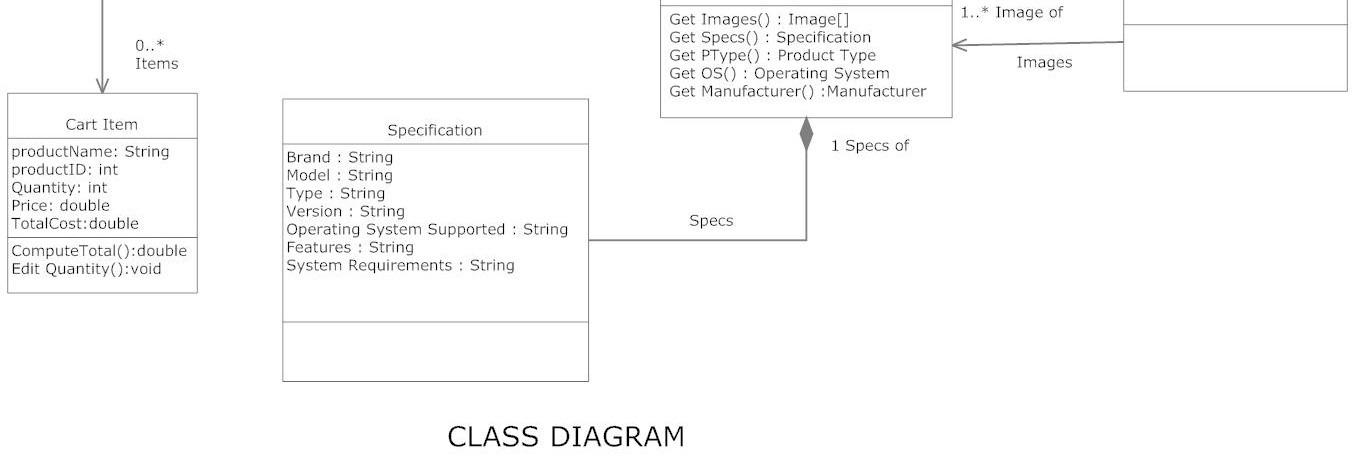 0..*
Items
Cart Item
productName: String
productID: int
Quantity: int
Price: double
TotalCost:double
ComputeTotal():double
Edit Quantity():void
Specification
Brand : String
Model : String
Type : String
Version : String
Operating System Supported : String
Features : String
System Requirements : String
Get Images() : Image[]
Get Specs() : Specification
Get PType() : Product Type
Get OS() : Operating System
Get Manufacturer() :Manufacturer
1..* Image of
Images
1 Specs of
Specs
CLASS DIAGRAM